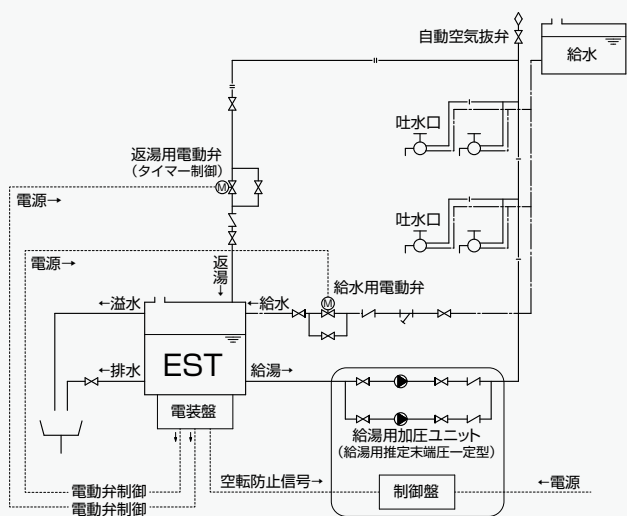 自動空気抜弁
給水
吐水口
返湯用電動弁
(タイマー制御)
M
電源→
吐水口
電源→
返湯↓
給水用電動弁
M
←溢水
←給水
EST
←排水
給湯→
電装盤
給湯用加圧ユニット
(給湯用推定末端圧一定型)
空転防止信号→
制御盤
←電源
電動弁制御
電動弁制御